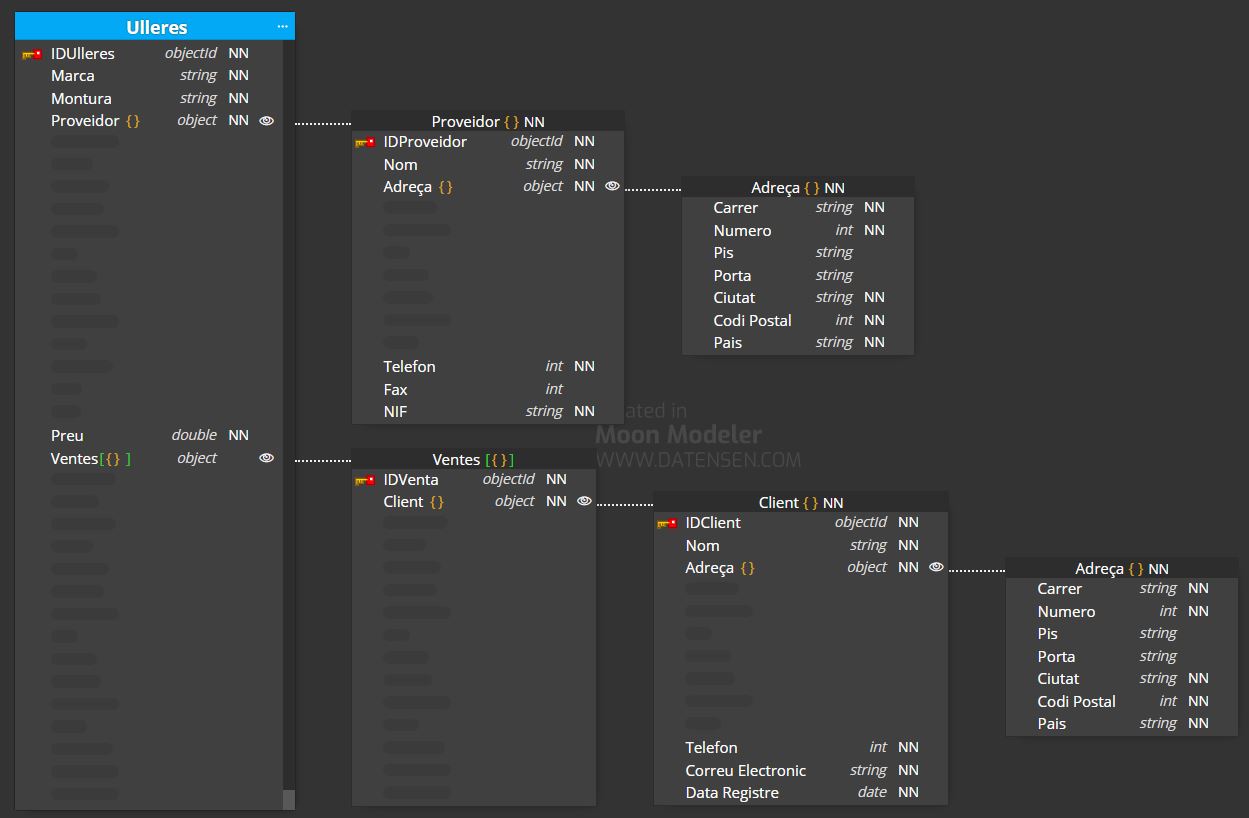 Ulleres ...
IDUlleres objectId NN
Marca string NN
Montura string NN
Proveidor {} object NN
Preu double NN
Ventes[{} ] object
Proveidor {} NN
IDProveidor objectId NN
Nom string NN
Adreça {} object NN
Telefon int NN
Fax int
NIF string NN
Adreça {} NN
Carrer string NN
Numero int NN
Pis string
Porta string
Ciutat string NN
Codi Postal int NN
Pais string NN
ated in
Moon Modeler
WWW.DATENSEN.COM
Ventes [{}]
IDVenta objectId NN
Client {} object NN
Client {} NN
IDClient objectId NN
Nom string NN
Adreça {} object NN
Telefon int NN
Correu Electronic string NN
Data Registre date NN
Adreça {} NN
Carrer string NN
Numero int NN
Pis string
Porta string
Ciutat string NN
Codi Postal int NN
Pais string NN